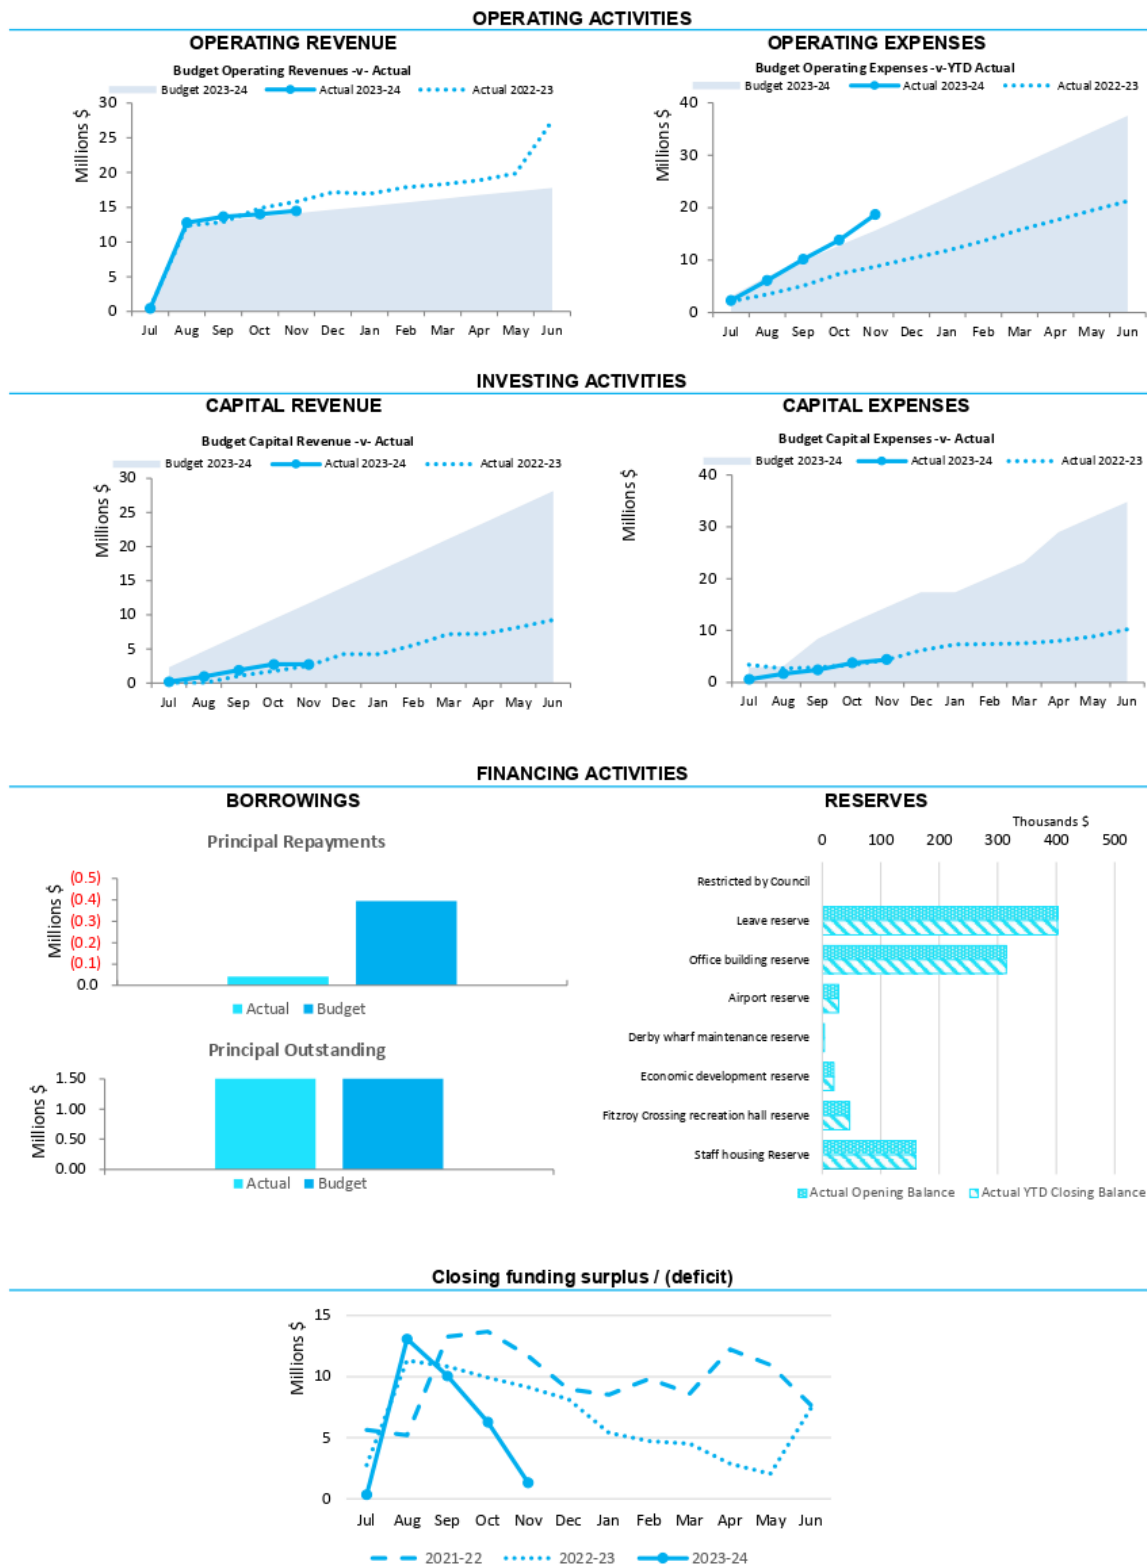 OPERATING ACTIVITIES
OPERATING REVENUE
Budget Operating Revenues -v- Actual
Budget 2023-24 Actual 2023-24 Actual 2022-23
Millions $
30
25
20
15
10
5
0
Jul Aug Sep Oct Nov Dec Jan Feb Mar Apr May Jun
OPERATING EXPENSES
Budget Operating Expenses -v-YTD Actual
Budget 2023-24 Actual 2023-24 Actual 2022-23
Millions $
40
30
20
10
0
Jul Aug Sep Oct Nov Dec Jan Feb Mar Apr May Jun
INVESTING ACTIVITIES
CAPITAL REVENUE
Budget Capital Revenue -v- Actual
Budget 2023-24 Actual 2023-24 Actual 2022-23
Millions $
30
25
20
15
10
5
0
Jul Aug Sep Oct Nov Dec Jan Feb Mar Apr May Jun
CAPITAL EXPENSES
Budget Capital Expenses -v- Actual
Budget 2023-24 Actual 2023-24 Actual 2022-23
Millions $
40
30
20
10
0
Jul Aug Sep Oct Nov Dec Jan Feb Mar Apr May Jun
FINANCING ACTIVITIES
BORROWINGS
Principal Repayments
Millions $
(0.5)
(0.4)
(0.3)
(0.2)
(0.1)
0.0
Actual Budget
Principal Outstanding
Millions $
1.50
1.00
0.50
0.00
Actual Budget
RESERVES
Thousands $
0 100 200 300 400 500
Restricted by Council
Leave reserve
Office building reserve
Airport reserve
Derby wharf maintenance reserve
Economic development reserve
Fitzroy Crossing recreation hall reserve
Staff housing Reserve
Actual Opening Balance Actual YTD Closing Balance
Closing funding surplus / (deficit)
Millions $
15
10
5
0
Jul Aug Sep Oct Nov Dec Jan Feb Mar Apr May Jun
2021-22 2022-23 2023-24